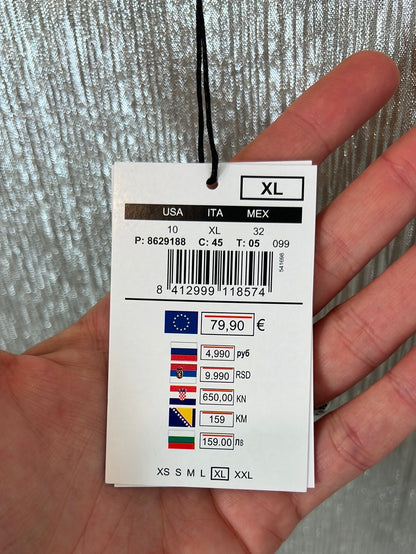 XL
USA ITA MEX
10 XL 32
P: 8629188 C: 45 T: 05 099
541666
8 412999 118574
79,90 €
4,990 руб
9.990 RSD
650,00 KN
159 KM
159.00 ЛВ
XS S M L XL XXL